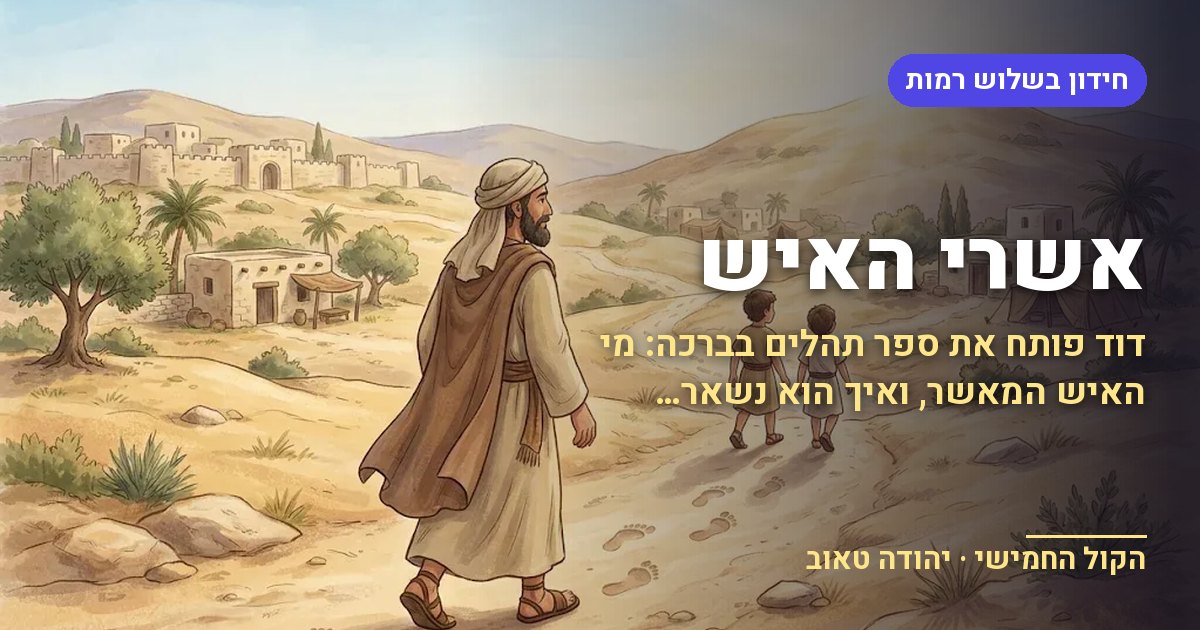 חידון בשלוש רמות
אשרי האיש
דוד פותח את ספר תהלים בברכה: מי
האיש המאשר, ואיך הוא נשאר...
הקול החמישי · יהודה טאוב